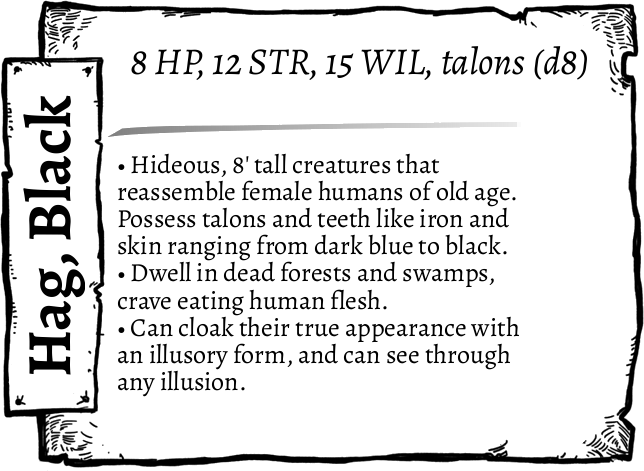 Hag, Black
8 HP, 12 STR, 15 WIL, talons (d8)
• Hideous, 8' tall creatures that
reassemble female humans of old age.
Possess talons and teeth like iron and
skin ranging from dark blue to black.
• Dwell in dead forests and swamps,
crave eating human flesh.
• Can cloak their true appearance with
an illusory form, and can see through
any illusion.